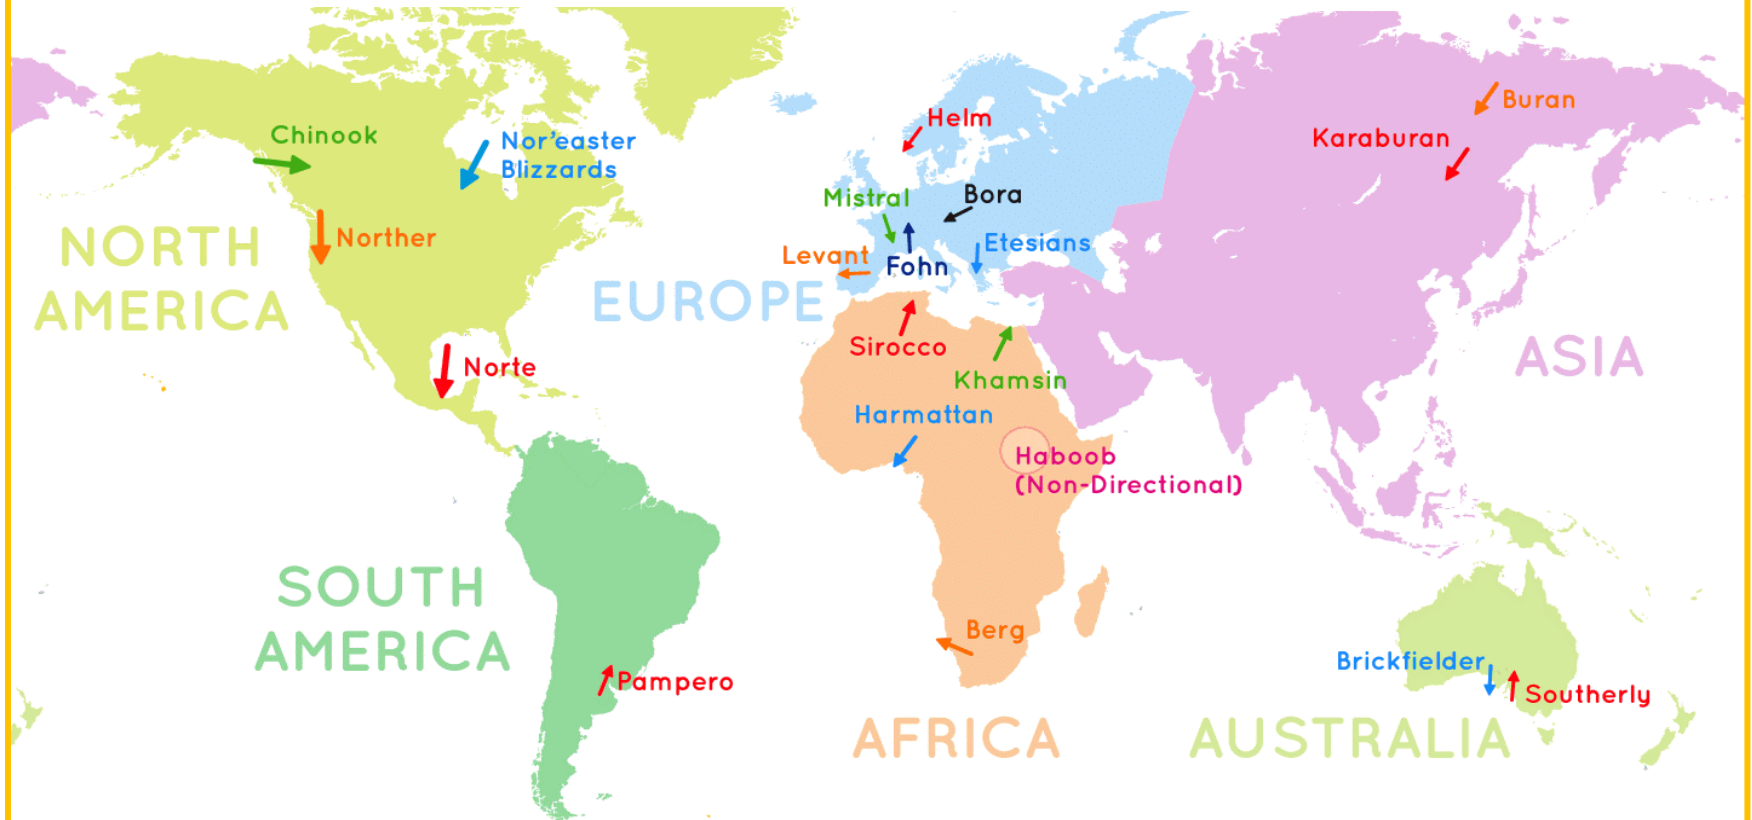 Buran
Helm
Chinook
Karaburan
Nor'easter
Blizzards
Mistral
Bora
Norther
Etesians
Levant
Fohn
NORTH
AMERICA
EUROPE
Sirocco
ASIA
Norte
Khamsin
Harmattan
Haboob
(Non-Directional)
SOUTH
AMERICA
Berg
Brickfielder
Pampero
Southerly
AFRICA
AUSTRALIA